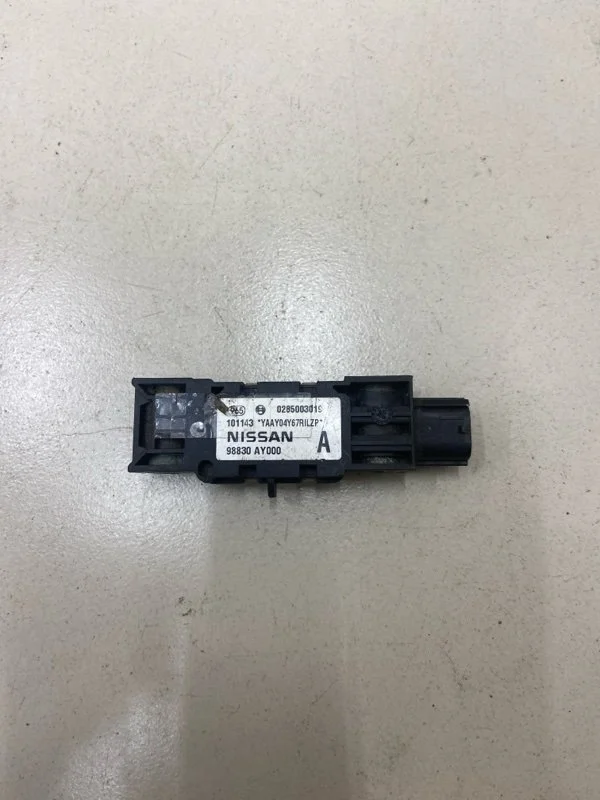 0285003019
101143 *YAAY04Y67RILZP*
NISSAN A
98830 AY000